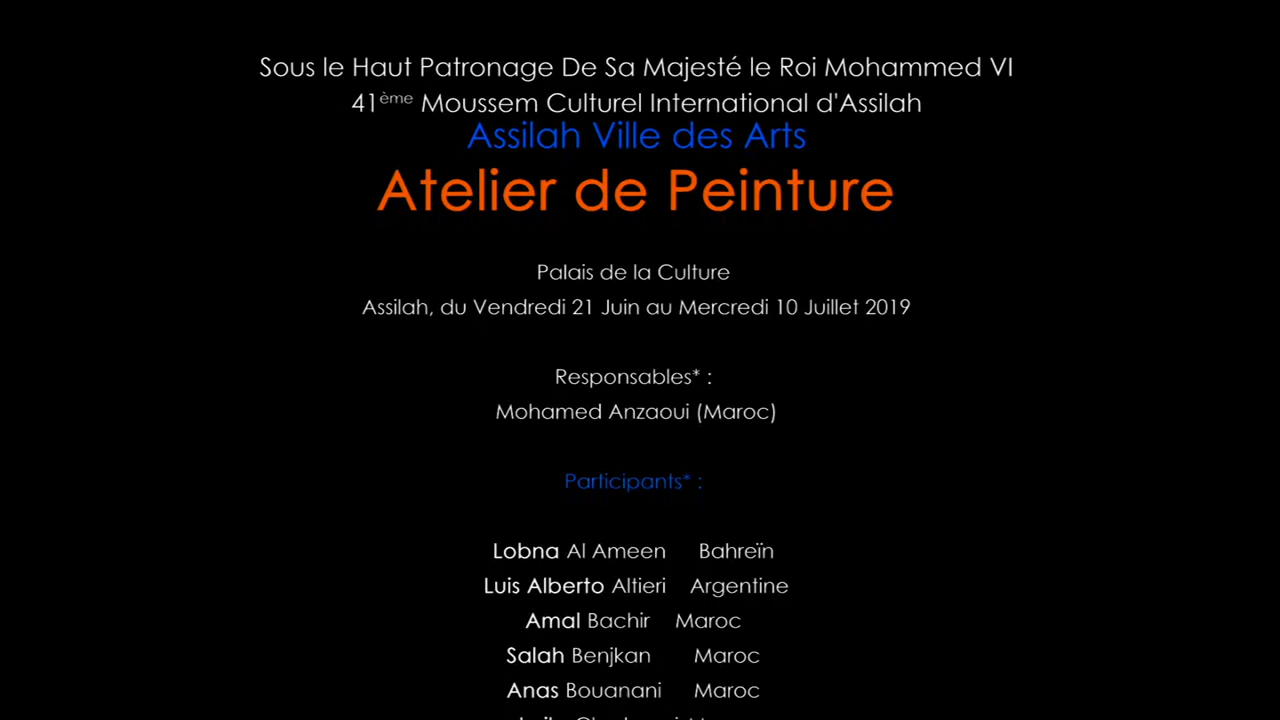 Sous le Haut Patronage De Sa Majesté le Roi Mohammed VI
41ème Moussem Culturel International d'Assilah
Assilah Ville des Arts
Atelier de Peinture
Palais de la Culture
Assilah, du Vendredi 21 Juin au Mercredi 10 Juillet 2019
Responsables* :
Mohamed Anzaoui (Maroc)
Participants* :
Lobna Al Ameen Bahreïn
Luis Alberto Altieri Argentine
Amal Bachir Maroc
Salah Benjkan Maroc
Anas Bouanani Maroc